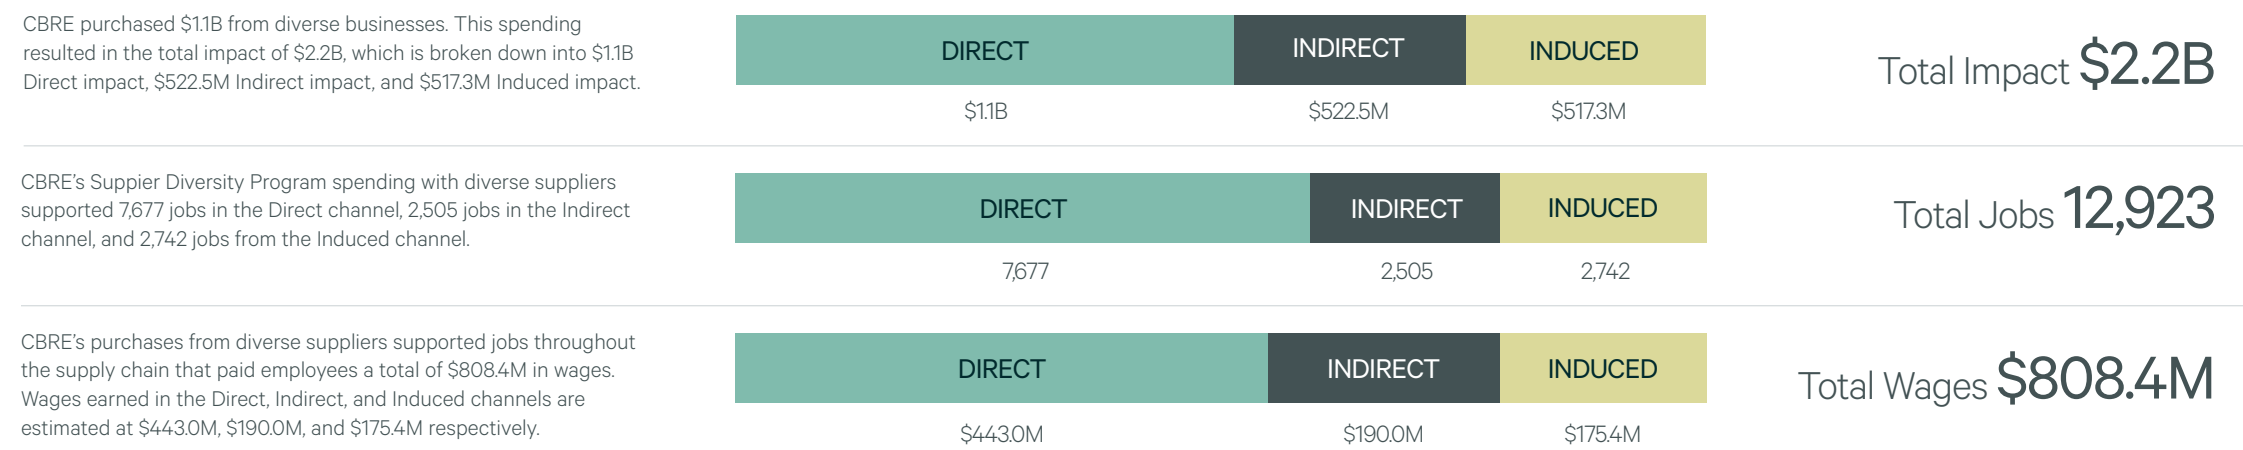 CBRE purchased $1.1B from diverse businesses. This spending
resulted in the total impact of $2.2B, which is broken down into $1.1B
Direct impact, $522.5M Indirect impact, and $517.3M Induced impact.
DIRECT INDIRECT INDUCED
$1.1B $522.5M $517.3M
Total Impact $2.2B
CBRE's Suppier Diversity Program spending with diverse suppliers
supported 7,677 jobs in the Direct channel, 2,505 jobs in the Indirect
channel, and 2,742 jobs from the Induced channel.
DIRECT INDIRECT INDUCED
7,677 2,505 2,742
Total Jobs 12,923
CBRE's purchases from diverse suppliers supported jobs throughout
the supply chain that paid employees a total of $808.4M in wages.
Wages earned in the Direct, Indirect, and Induced channels are
estimated at $443.0M, $190.0M, and $175.4M respectively.
DIRECT INDIRECT INDUCED
$443.0M $190.0M $175.4M
Total Wages $808.4M